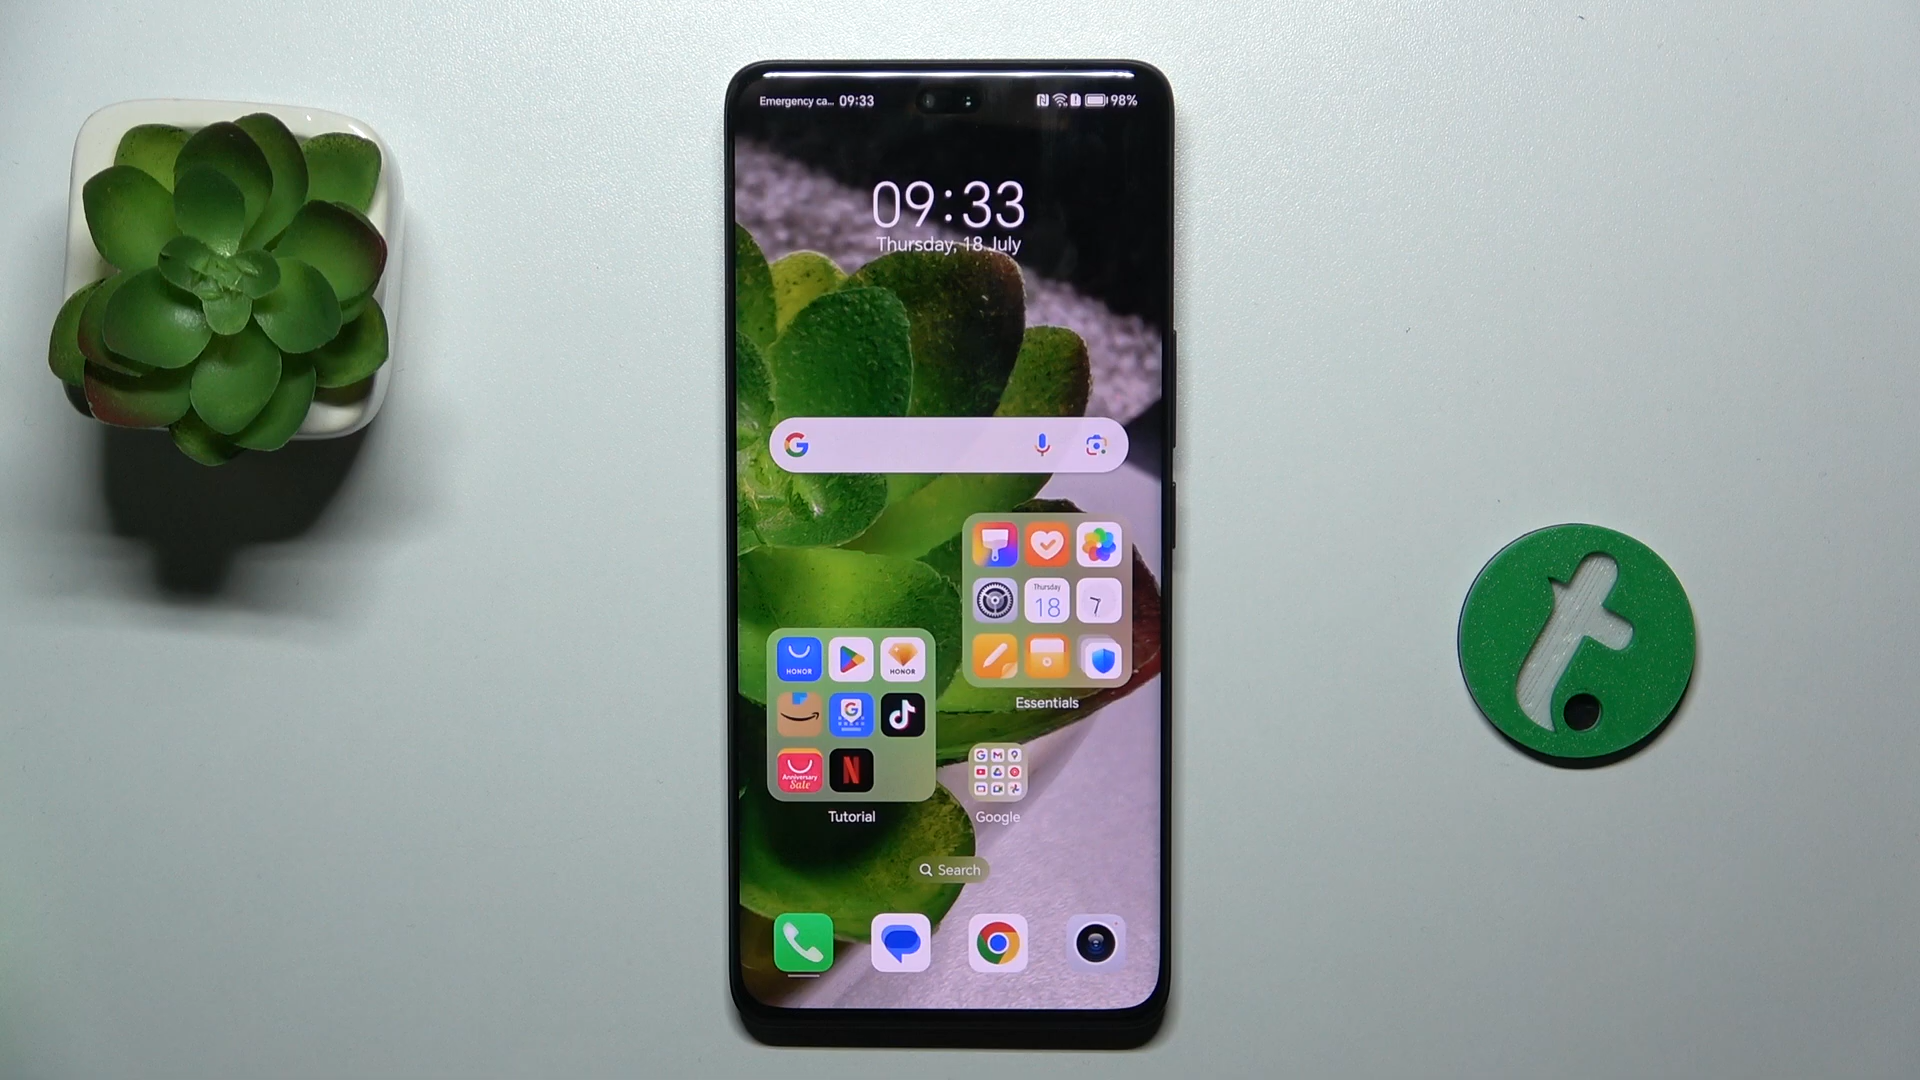 Emergency ca... 09:33
98%
09:33
Thursday, 18 July
Thursday
18
7
HONOR
HONOR
Essentials
Anniversary
Sale
N
Tutorial
Google
Search
t